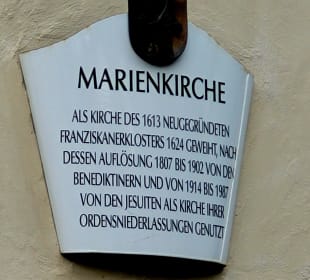 MARIENKIRCHE
ALS KIRCHE DES 1613 NEUGEGRÜNDETEN
FRANZISKANERKLOSTERS 1624 GEWEIHT, NACH
DESSEN AUFLÖSUNG 1807 BIS 1902 VON DEN
BENEDIKTINERN UND VON 1914 BIS 1987
VON DEN JESUITEN ALS KIRCHE IHRER
ORDENSNIEDERLASSUNGEN GENUTZT